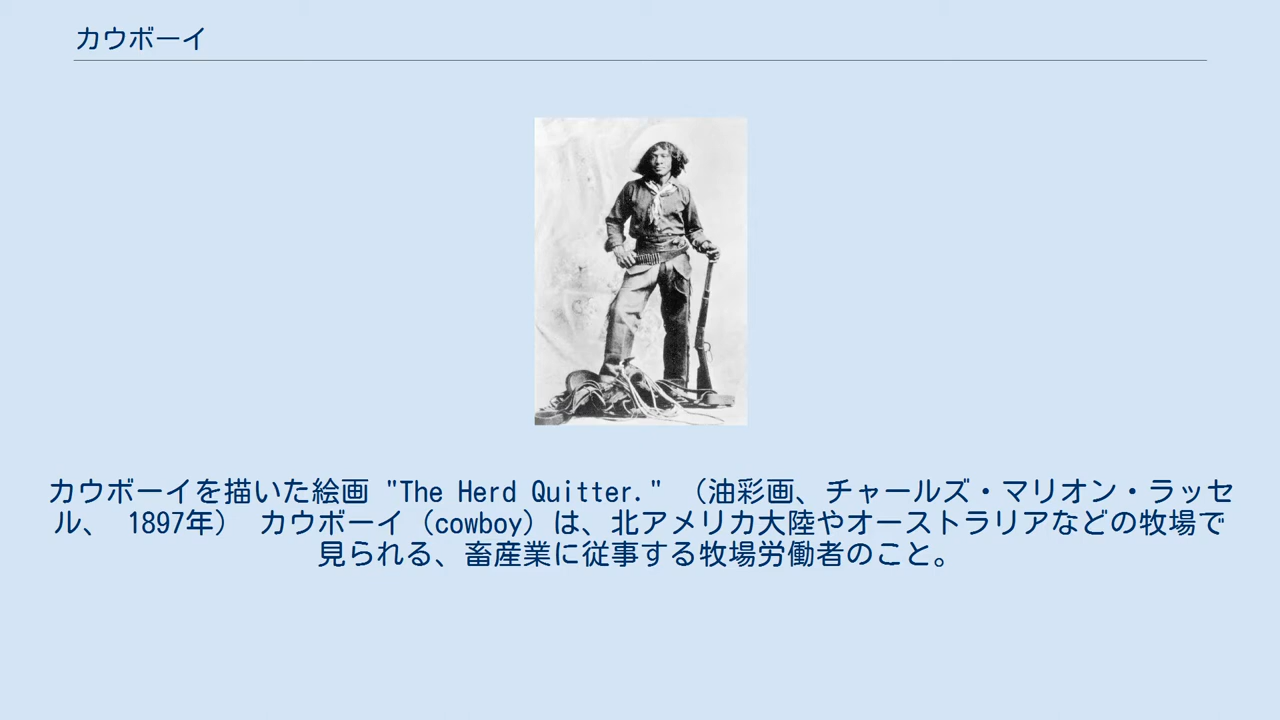 カウボーイ
カウボーイを描いた絵画 "The Herd Quitter." （油彩画、チャールズ・マリオン・ラッセ
ル、 1897年） カウボーイ（cowboy）は、北アメリカ大陸やオーストラリアなどの牧場で
見られる、畜産業に従事する牧場労働者のこと。